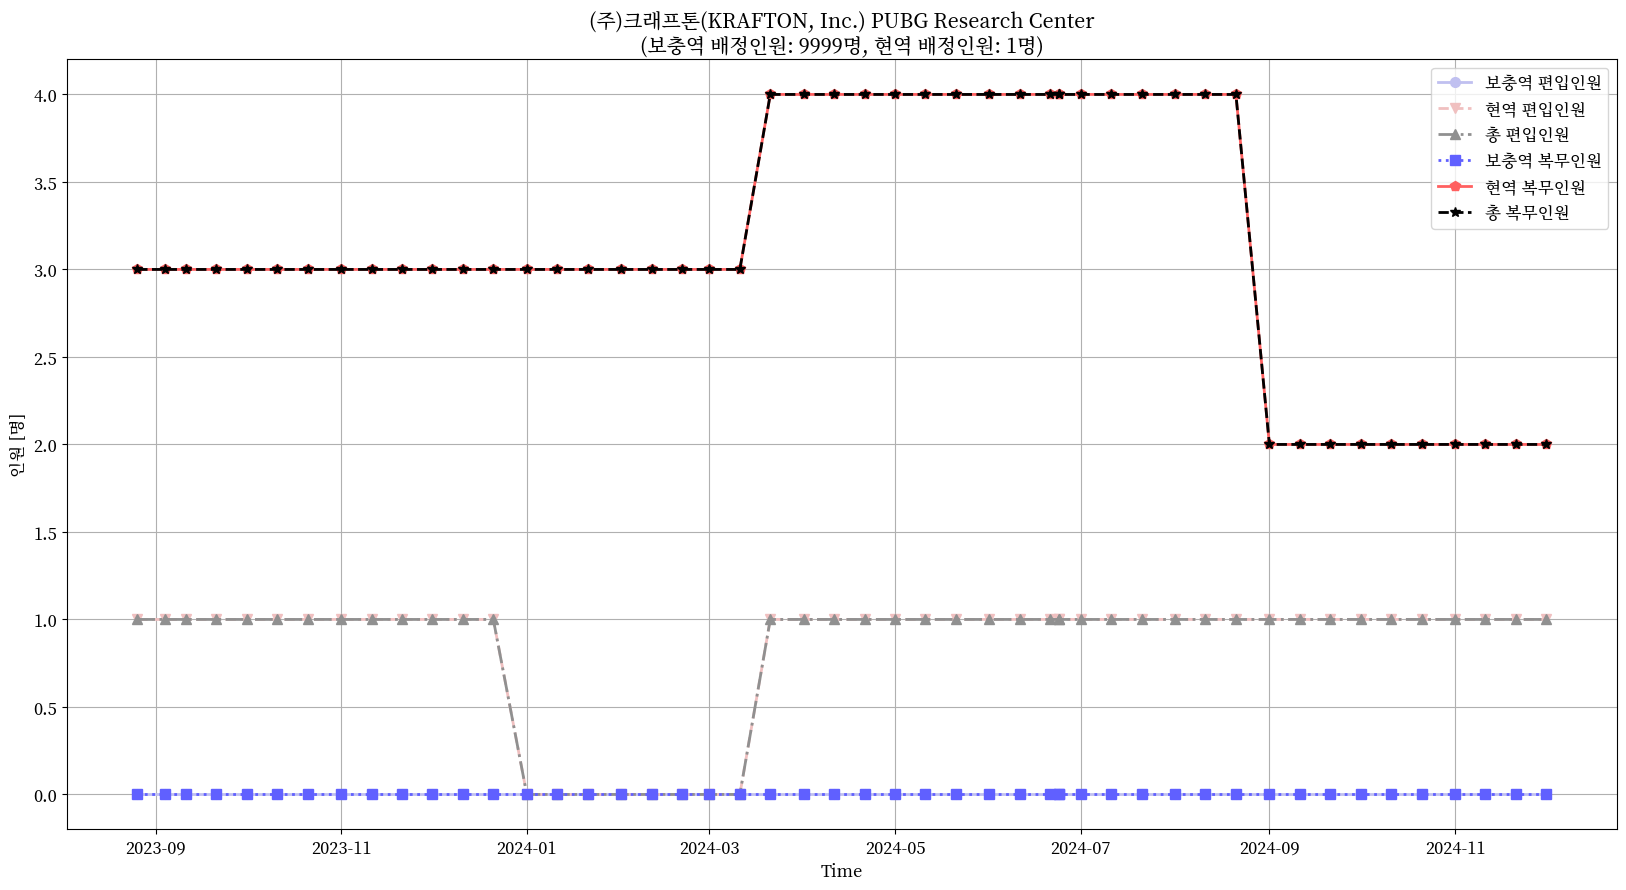 (주)크래프톤(KRAFTON, Inc.) PUBG Research Center
(보충역 배정인원: 9999명, 현역 배정인원: 1명)
보충역 편입인원
현역 편입인원
총 편입인원
보충역 복무인원
현역 복무인원
총 복무인원
인원 [명]
4.0
3.5
3.0
2.5
2.0
1.5
1.0
0.5
0.0
2023-09 2023-11 2024-01 2024-03 2024-05 2024-07 2024-09 2024-11
Time